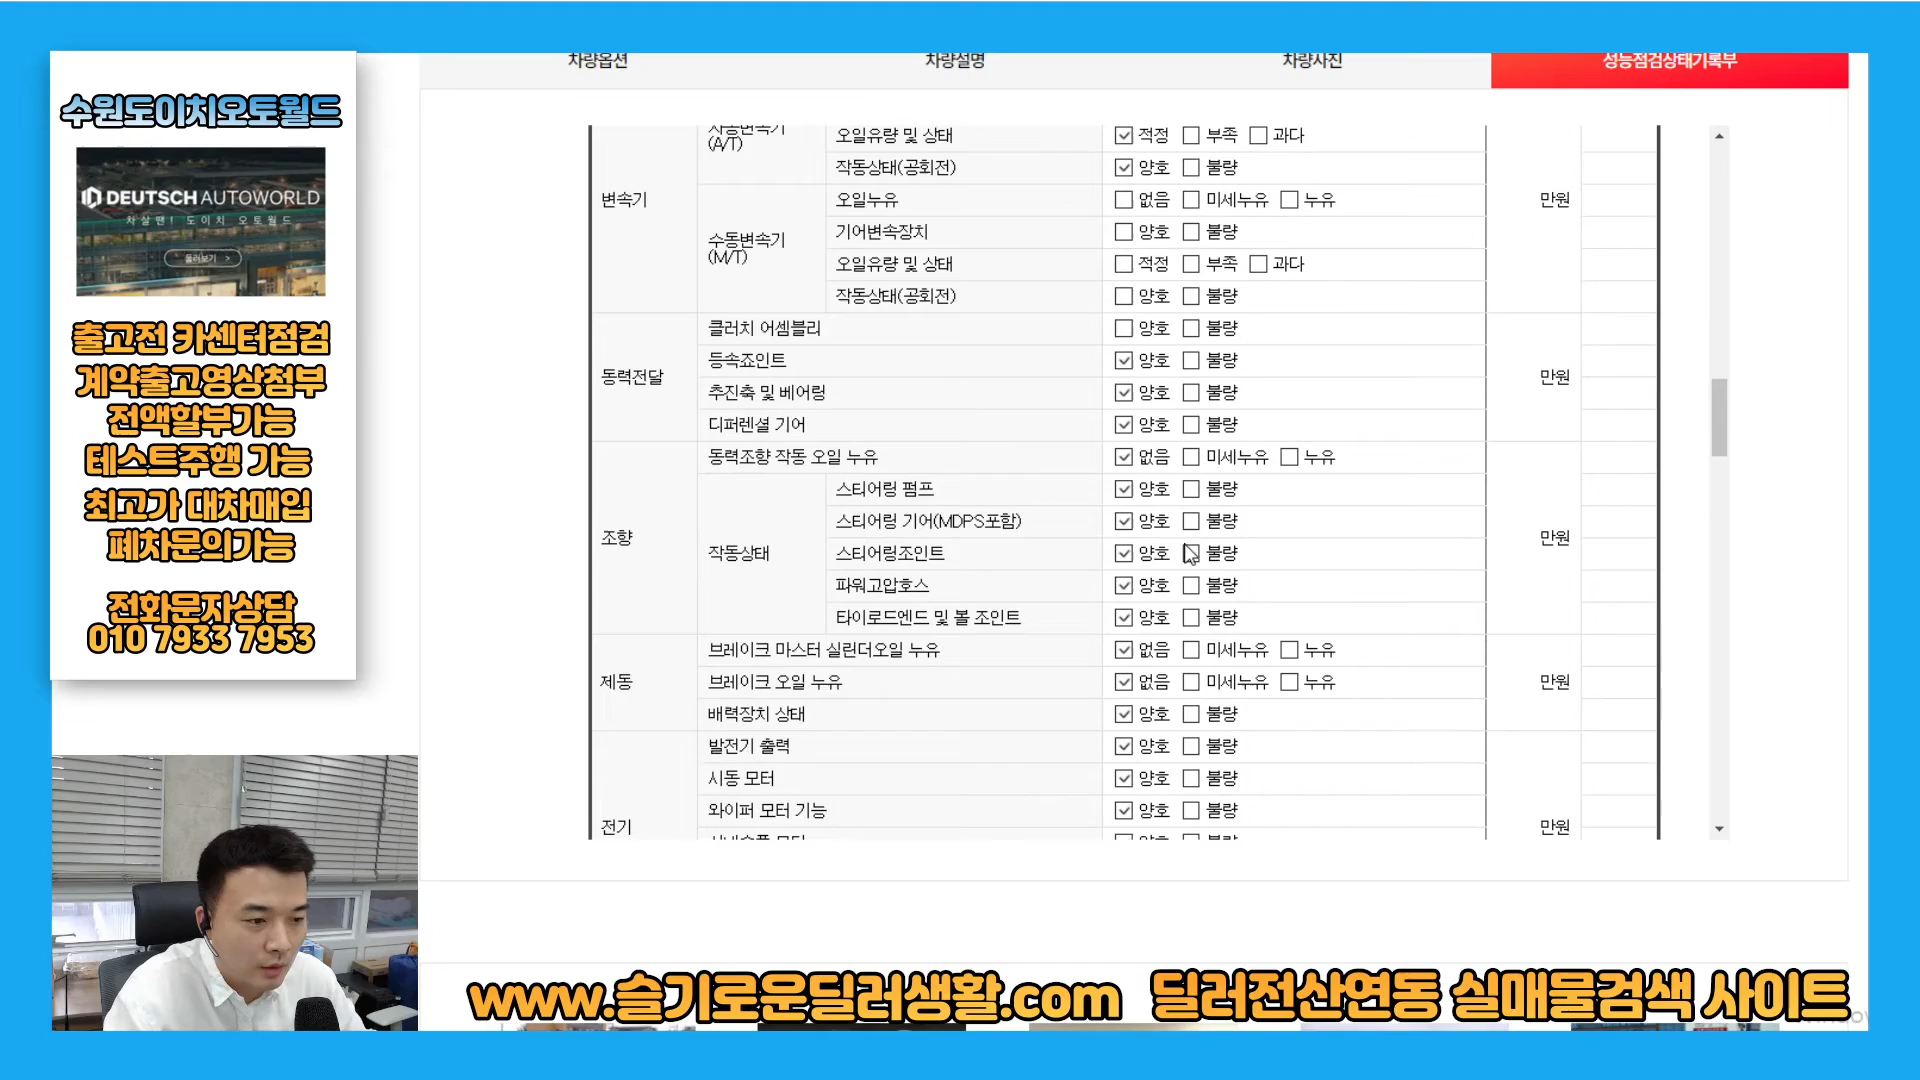 차량옵션 차량설명 차량사진 성능점검상태기록부
수원도이치오토월드
DEUTSCH AUTOWORLD
차 살 땐 ! 도 이 치 오 토 월 드
둘러보기 >
출고전 카센터점검
계약출고영상첨부
전액할부가능
테스트주행 가능
최고가 대차매입
폐차문의가능
전화문자상담
010 7933 7953
변속기 자동변속기 (A/T) 오일유량 및 상태 적정 부족 과다 만원
작동상태(공회전) 양호 불량
수동변속기 (M/T) 오일누유 없음 미세누유 누유
기어변속장치 양호 불량
오일유량 및 상태 적정 부족 과다
작동상태(공회전) 양호 불량
동력전달 클러치 어셈블리 양호 불량 만원
등속죠인트 양호 불량
추진축 및 베어링 양호 불량
디퍼렌셜 기어 양호 불량
조향 동력조향 작동 오일 누유 없음 미세누유 누유 만원
작동상태 스티어링 펌프 양호 불량
스티어링 기어(MDPS포함) 양호 불량
스티어링조인트 양호 불량
파워고압호스 양호 불량
타이로드엔드 및 볼 조인트 양호 불량
제동 브레이크 마스터 실린더오일 누유 없음 미세누유 누유 만원
브레이크 오일 누유 없음 미세누유 누유
배력장치 상태 양호 불량
전기 발전기 출력 양호 불량 만원
시동 모터 양호 불량
와이퍼 모터 기능 양호 불량
www.슬기로운딜러생활.com 딜러전산연동 실매물검색 사이트